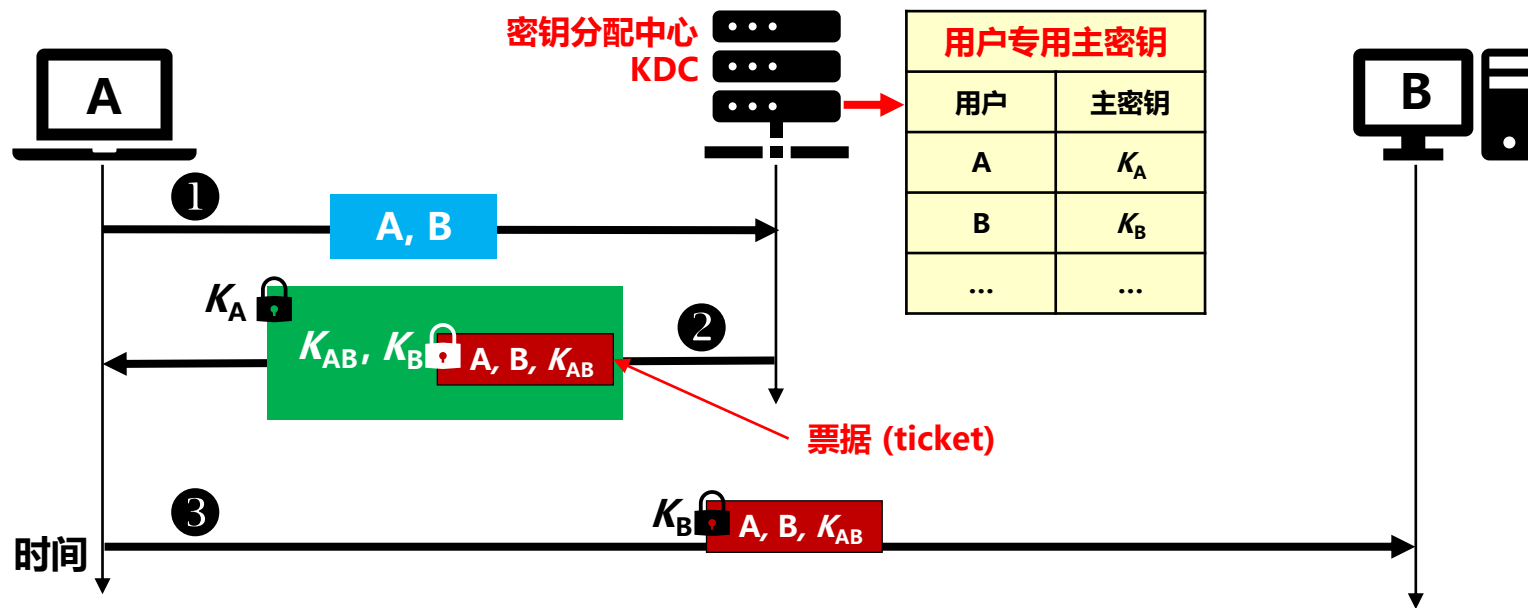 A
密钥分配中心
KDC
用户专用主密钥
用户 主密钥
A K_A
B K_B
... ...
B
❶
A, B
K_A
K_AB, K_B A, B, K_AB
❷
票据 (ticket)
❸
K_B A, B, K_AB
时间